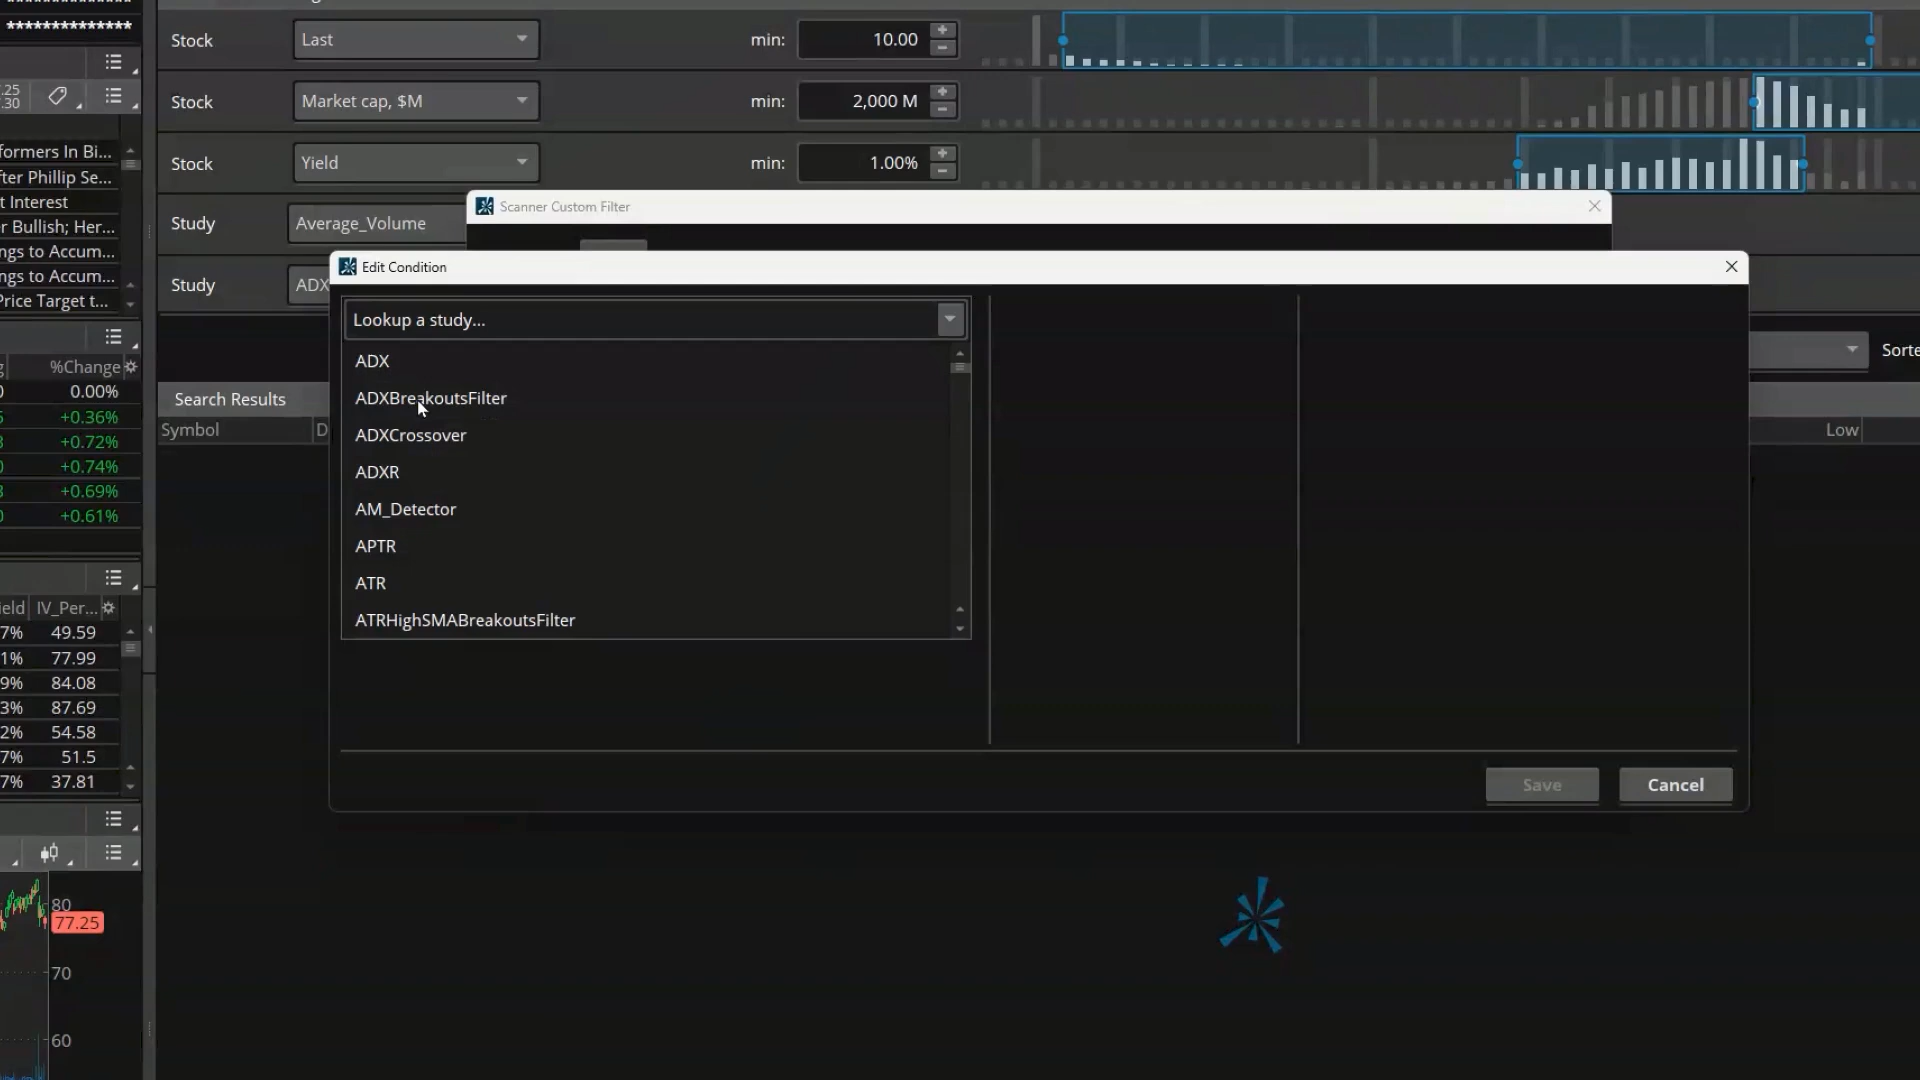 **************
Stock Last min: 10.00
.25
.30
Stock Market cap, $M min: 2,000 M
formers In Bi...
Stock Yield min: 1.00%
fter Phillip Se...
t Interest
Scanner Custom Filter
r Bullish; Her...
Study Average_Volume
ngs to Accum...
Edit Condition
ngs to Accum...
Study ADX
Price Target t...
Lookup a study...
Sorte
ADX
%Change
0.00%
ADXBreakoutsFilter
Search Results
+0.36%
Symbol D Low
ADXCrossover
+0.72%
+0.74%
ADXR
+0.69%
AM_Detector
+0.61%
APTR
ATR
ield IV_Per...
ATRHighSMABreakoutsFilter
7% 49.59
1% 77.99
9% 84.08
3% 87.69
2% 54.58
7% 51.5
7% 37.81
Save Cancel
80
77.25
70
60